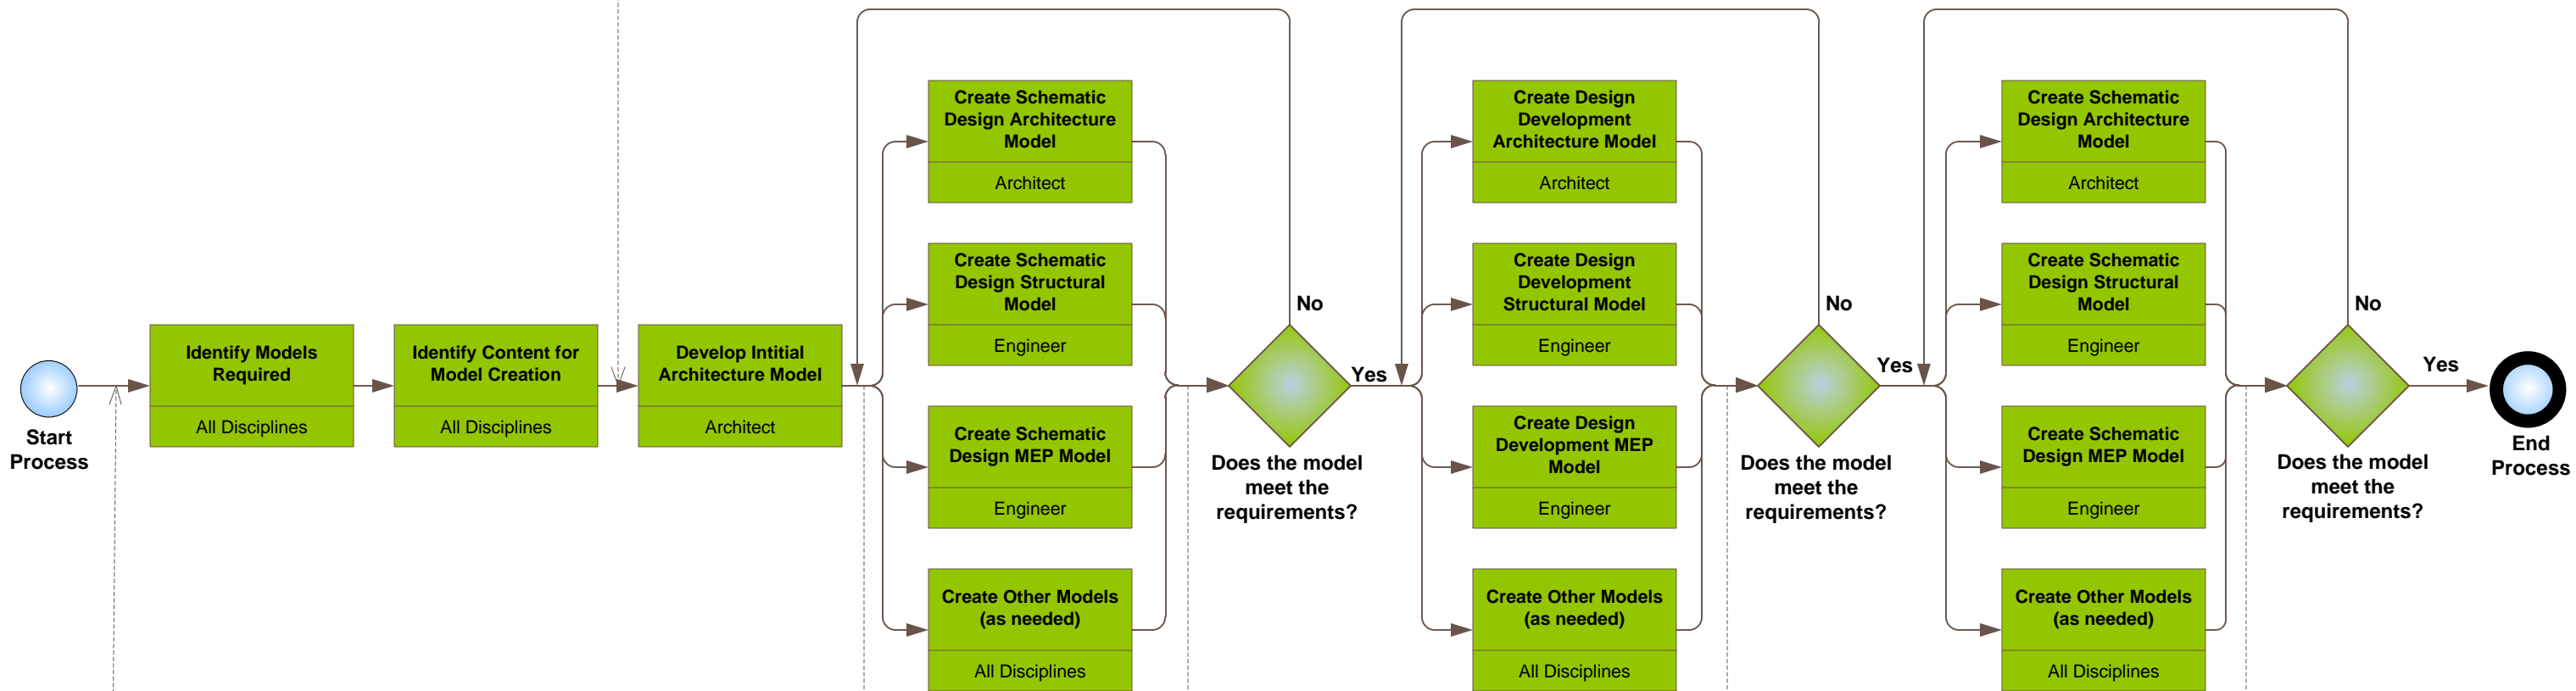 Start
Process
Identify Models
Required
All Disciplines
Identify Content for
Model Creation
All Disciplines
Develop Intitial
Architecture Model
Architect
Create Schematic
Design Architecture
Model
Architect
Create Schematic
Design Structural
Model
Engineer
Create Schematic
Design MEP Model
Engineer
Create Other Models
(as needed)
All Disciplines
No
Yes
Does the model
meet the
requirements?
Create Design
Development
Architecture Model
Architect
Create Design
Development
Structural Model
Engineer
Create Design
Development MEP
Model
Engineer
Create Other Models
(as needed)
All Disciplines
No
Yes
Does the model
meet the
requirements?
Create Schematic
Design Architecture
Model
Architect
Create Schematic
Design Structural
Model
Engineer
Create Schematic
Design MEP Model
Engineer
Create Other Models
(as needed)
All Disciplines
No
Yes
Does the model
meet the
requirements?
End
Process